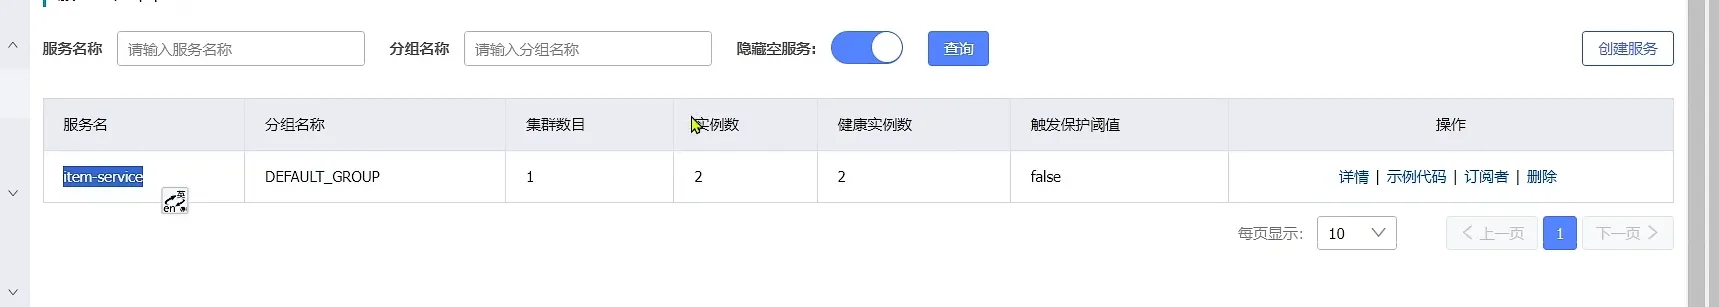 服务名称 请输入服务名称 分组名称 请输入分组名称 隐藏空服务: 查询 创建服务
服务名 分组名称 集群数目 实例数 健康实例数 触发保护阈值 操作
item-service DEFAULT_GROUP 1 2 2 false 详情 | 示例代码 | 订阅者 | 删除
英
en
每页显示: 10 上一页 1 下一页